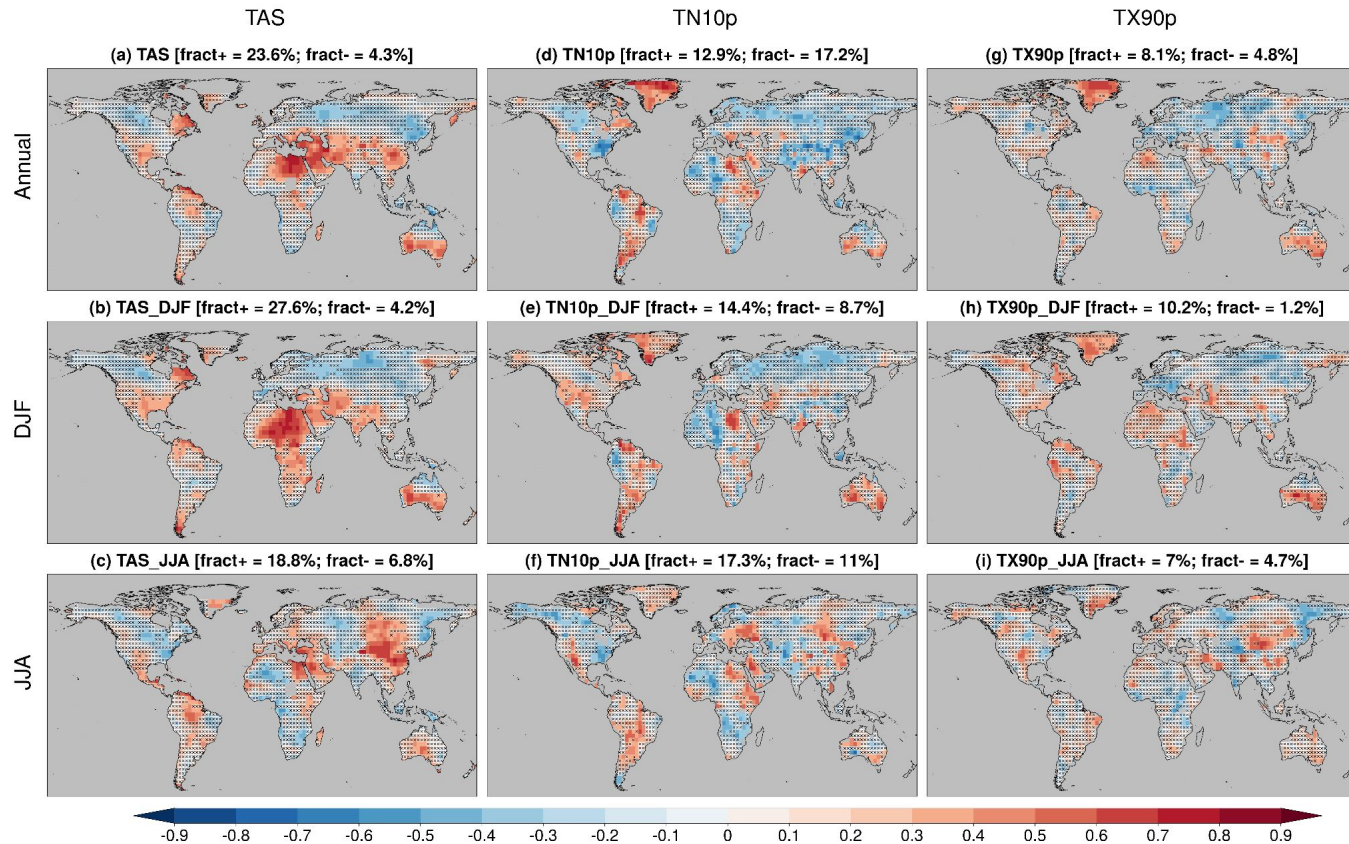 TAS TN10p TX90p
(a) TAS [fract+ = 23.6%; fract- = 4.3%] (d) TN10p [fract+ = 12.9%; fract- = 17.2%] (g) TX90p [fract+ = 8.1%; fract- = 4.8%]
Annual
(b) TAS_DJF [fract+ = 27.6%; fract- = 4.2%] (e) TN10p_DJF [fract+ = 14.4%; fract- = 8.7%] (h) TX90p_DJF [fract+ = 10.2%; fract- = 1.2%]
DJF
(c) TAS_JJA [fract+ = 18.8%; fract- = 6.8%] (f) TN10p_JJA [fract+ = 17.3%; fract- = 11%] (i) TX90p_JJA [fract+ = 7%; fract- = 4.7%]
JJA
-0.9 -0.8 -0.7 -0.6 -0.5 -0.4 -0.3 -0.2 -0.1 0 0.1 0.2 0.3 0.4 0.5 0.6 0.7 0.8 0.9